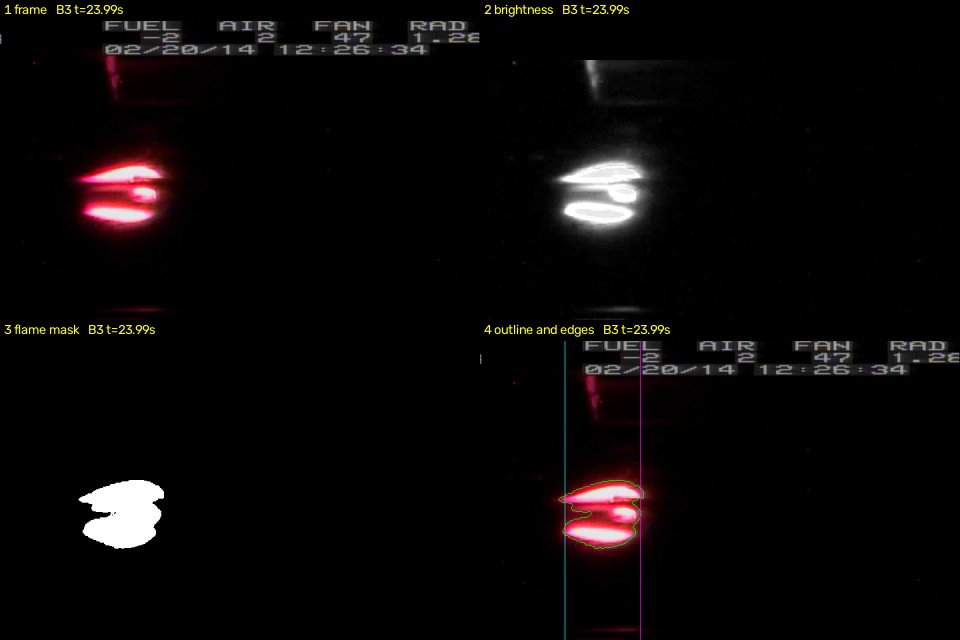 1 frame B3 t=23.99s
FUEL AIR FAN RAD
-2 2 47 1.28
02/20/14 12:26:34
2 brightness B3 t=23.99s
3 flame mask B3 t=23.99s
4 outline and edges B3 t=23.99s
FUEL AIR FAN RAD
-2 2 47 1.28
02/20/14 12:26:34